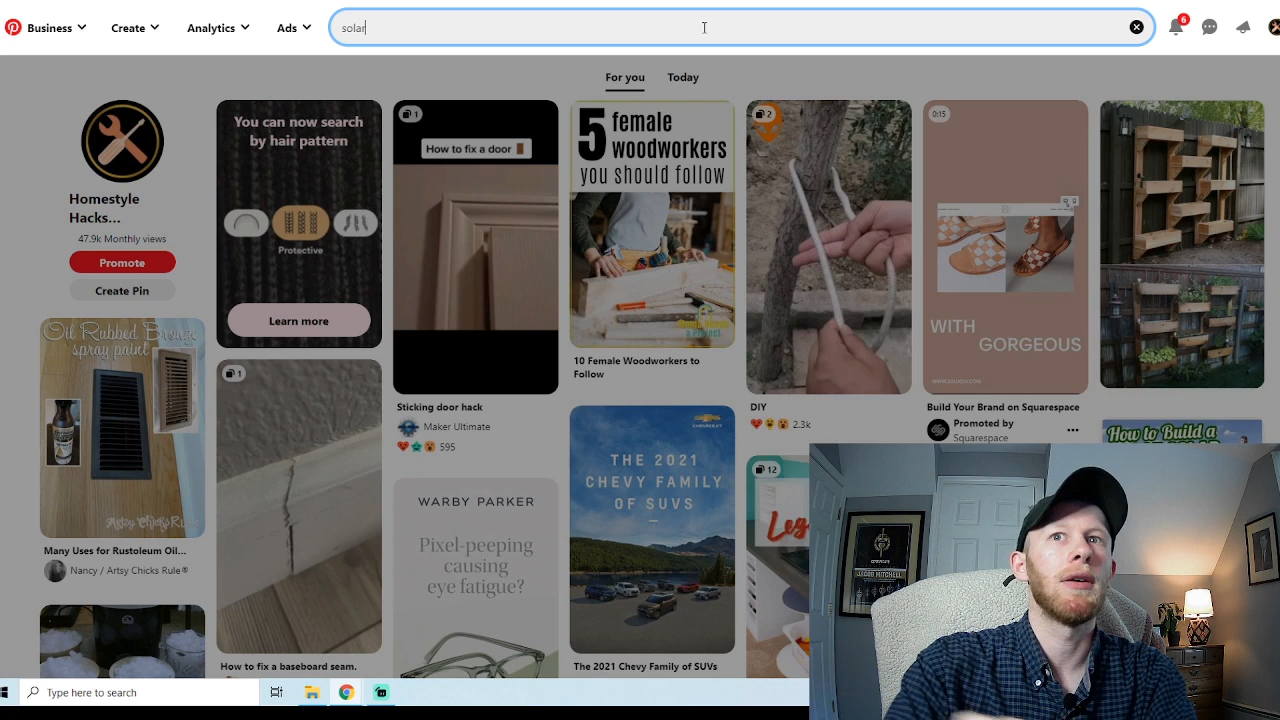 Business
Create
Analytics
Ads
solar
6
For you
Today
Homestyle
Hacks...
47.9k Monthly views
Promote
Create Pin
Oil Rubbed Bronze
spray paint
Many Uses for Rustoleum Oil...
Nancy / Artsy Chicks Rule®
You can now search
by hair pattern
Protective
Learn more
1
How to fix a baseboard seam.
1
How to fix a door
Sticking door hack
Maker Ultimate
595
WARBY PARKER
Pixel-peeping
causing
eye fatigue?
5 female
woodworkers
you should follow
10 Female Woodworkers to
Follow
CHEVROLET
THE 2021
CHEVY FAMILY
OF SUVS
The 2021 Chevy Family of SUVs
2
DIY
2.3k
12
0:15
WITH
GORGEOUS
Build Your Brand on Squarespace
Promoted by
Squarespace
How to Build a
JACOB MITCHELL
Type here to search